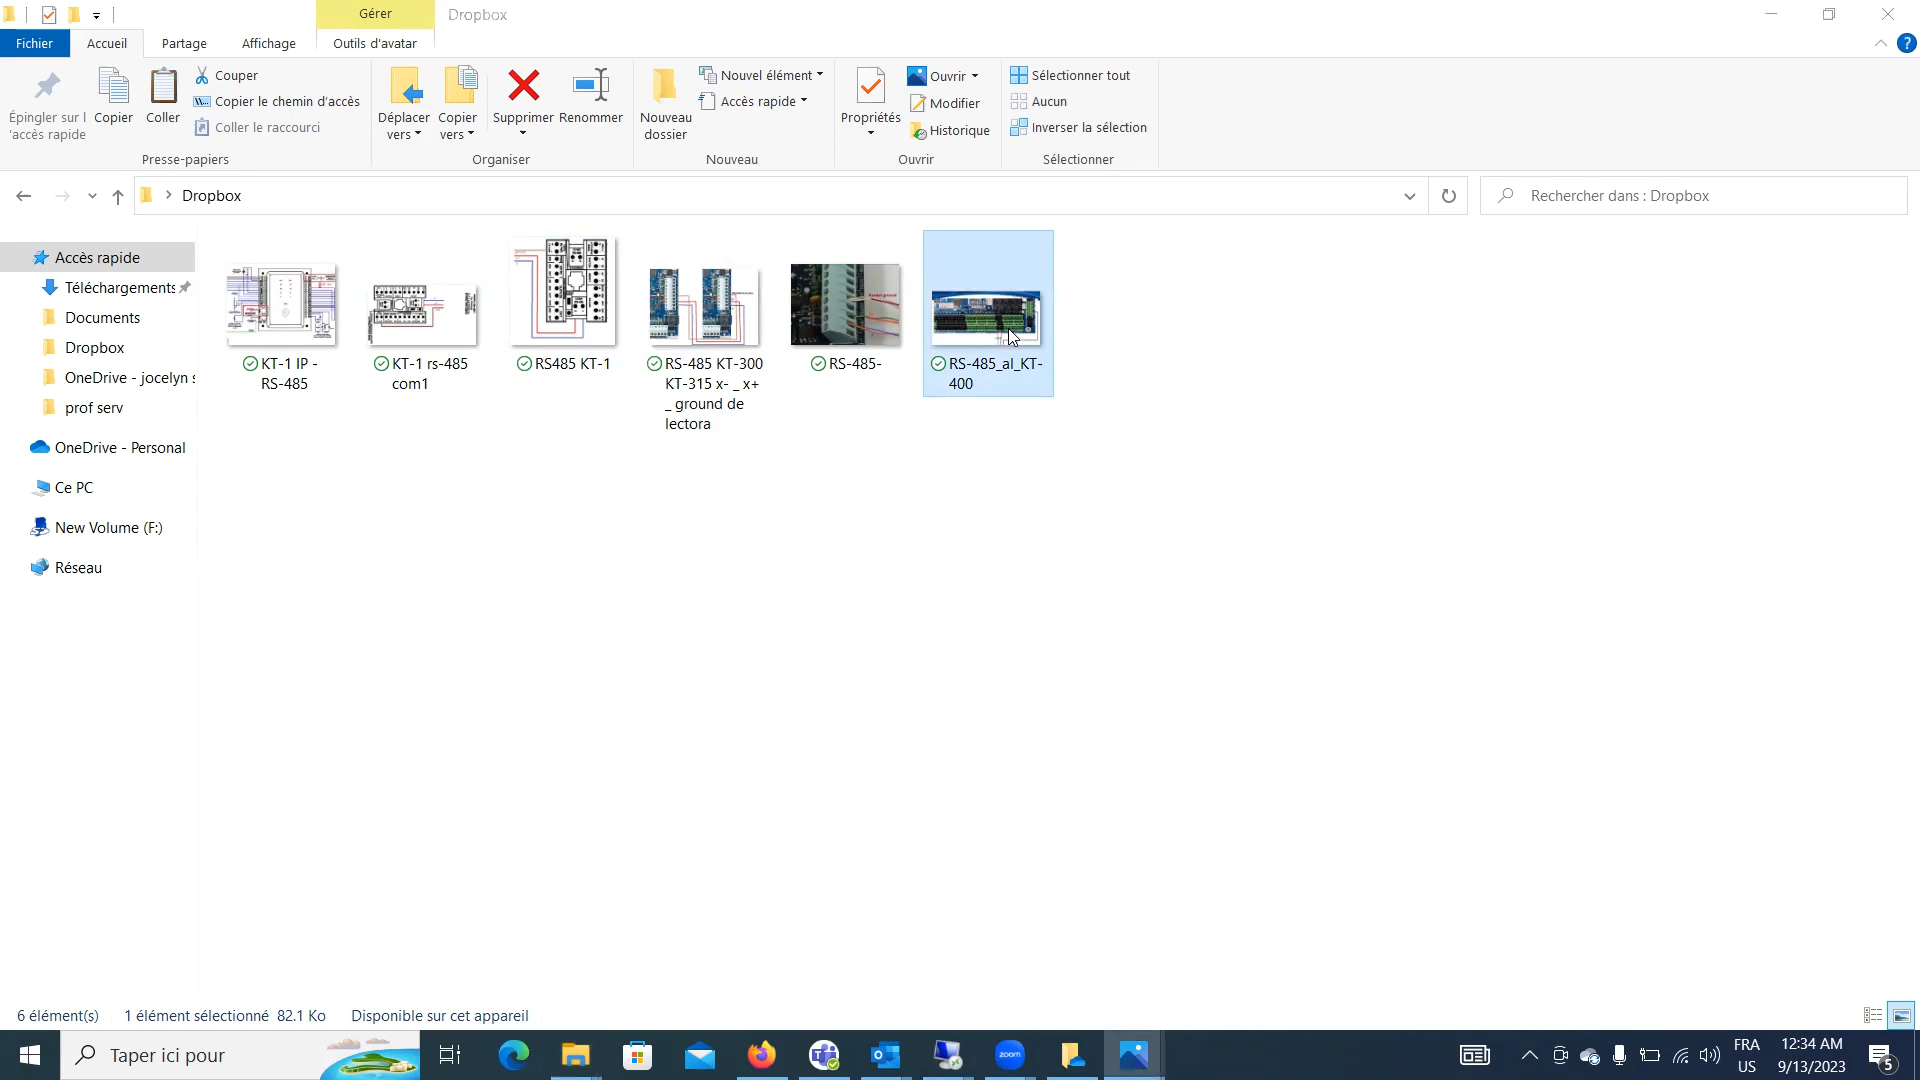 Gérer
Dropbox
Fichier
Accueil
Partage
Affichage
Outils d'avatar
Épingler sur l
'accès rapide
Copier
Coller
Couper
Copier le chemin d'accès
Coller le raccourci
Presse-papiers
Déplacer
vers
Copier
vers
Supprimer
Renommer
Organiser
Nouveau
dossier
Nouvel élément
Accès rapide
Nouveau
Propriétés
Ouvrir
Modifier
Historique
Ouvrir
Sélectionner tout
Aucun
Inverser la sélection
Sélectionner
Dropbox
Rechercher dans : Dropbox
Accès rapide
Téléchargements
Documents
Dropbox
OneDrive - jocelyn s
prof serv
OneDrive - Personal
Ce PC
New Volume (F:)
Réseau
KT-1 IP -
RS-485
KT-1 rs-485
com1
RS485 KT-1
RS-485 KT-300
KT-315 x- _ x+
_ ground de
lectora
RS-485-
RS-485_al_KT-
400
6 élément(s)
1 élément sélectionné 82.1 Ko
Disponible sur cet appareil
Taper ici pour
zoom
FRA
US
12:34 AM
9/13/2023
5